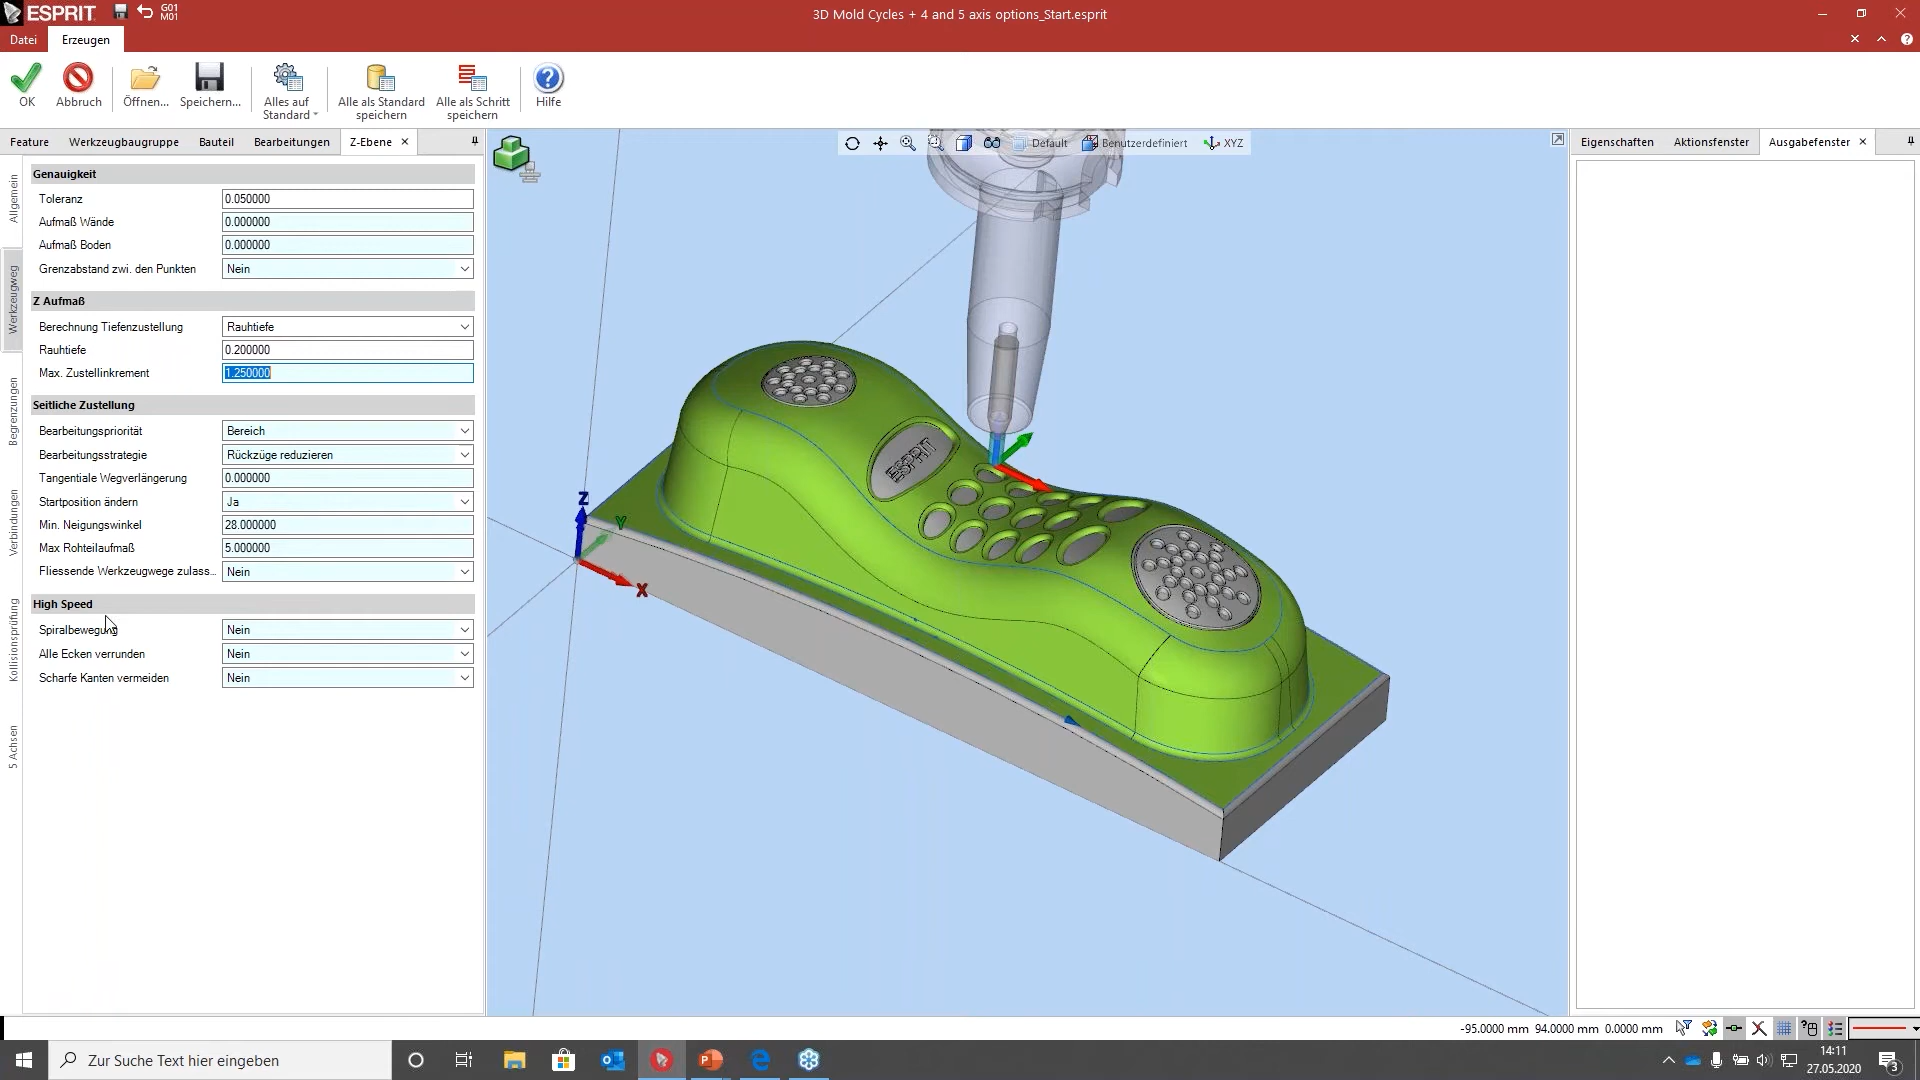 ESPRIT G01 M01 3D Mold Cycles + 4 and 5 axis options_Start.esprit
Datei Erzeugen
OK Abbruch Öffnen... Speichern... Alles auf Standard Alle als Standard speichern Alle als Schritt speichern Hilfe
Feature Werkzeugbaugruppe Bauteil Bearbeitungen Z-Ebene
Default Benutzerdefiniert XYZ
Eigenschaften Aktionsfenster Ausgabefenster
Allgemein
Werkzeugweg
Begrenzungen
Verbindungen
Kollisionsprüfung
5 Achsen
Genauigkeit
Toleranz 0.050000
Aufmaß Wände 0.000000
Aufmaß Boden 0.000000
Grenzabstand zwi. den Punkten Nein
Z Aufmaß
Berechnung Tiefenzustellung Rauhtiefe
Rauhtiefe 0.200000
Max. Zustellinkrement 1.250000
Seitliche Zustellung
Bearbeitungspriorität Bereich
Bearbeitungsstrategie Rückzüge reduzieren
Tangentiale Wegverlängerung 0.000000
Startposition ändern Ja
Min. Neigungswinkel 28.000000
Max Rohteilaufmaß 5.000000
Fliessende Werkzeugwege zulass... Nein
High Speed
Spiralbewegung Nein
Alle Ecken verrunden Nein
Scharfe Kanten vermeiden Nein
ESPRIT
Z
Y
X
-95.0000 mm 94.0000 mm 0.0000 mm
Zur Suche Text hier eingeben
14:11
27.05.2020
3